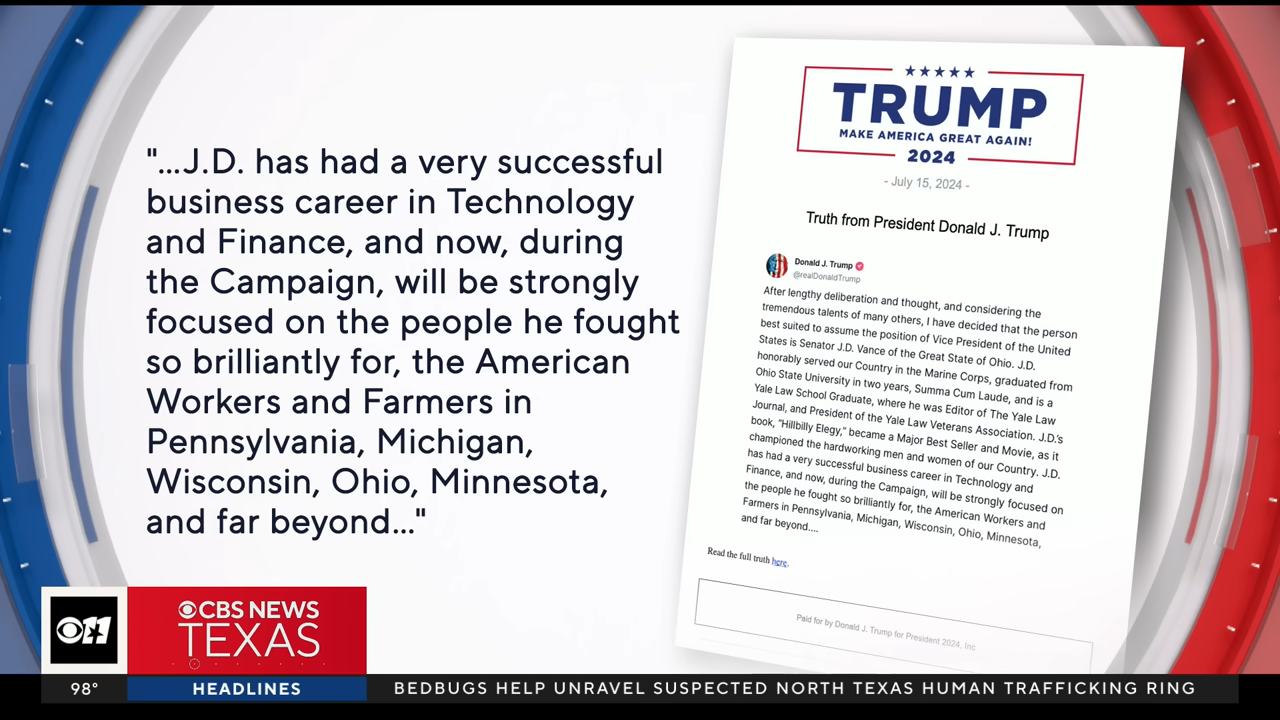 "...J.D. has had a very successful
business career in Technology
and Finance, and now, during
the Campaign, will be strongly
focused on the people he fought
so brilliantly for, the American
Workers and Farmers in
Pennsylvania, Michigan,
Wisconsin, Ohio, Minnesota,
and far beyond..."
TRUMP
MAKE AMERICA GREAT AGAIN!
2024
- July 15, 2024 -
Truth from President Donald J. Trump
Donald J. Trump
@realDonaldTrump
After lengthy deliberation and thought, and considering the
tremendous talents of many others, I have decided that the person
best suited to assume the position of Vice President of the United
States is Senator J.D. Vance of the Great State of Ohio. J.D.
honorably served our Country in the Marine Corps, graduated from
Ohio State University in two years, Summa Cum Laude, and is a
Yale Law School Graduate, where he was Editor of The Yale Law
Journal, and President of the Yale Law Veterans Association. J.D.'s
book, "Hillbilly Elegy," became a Major Best Seller and Movie, as it
championed the hardworking men and women of our Country. J.D.
has had a very successful business career in Technology and
Finance, and now, during the Campaign, will be strongly focused on
the people he fought so brilliantly for, the American Workers and
Farmers in Pennsylvania, Michigan, Wisconsin, Ohio, Minnesota,
and far beyond....
Read the full truth here.
Paid for by Donald J. Trump for President 2024, Inc
11
CBS NEWS
TEXAS
98°
HEADLINES
BEDBUGS HELP UNRAVEL SUSPECTED NORTH TEXAS HUMAN TRAFFICKING RING